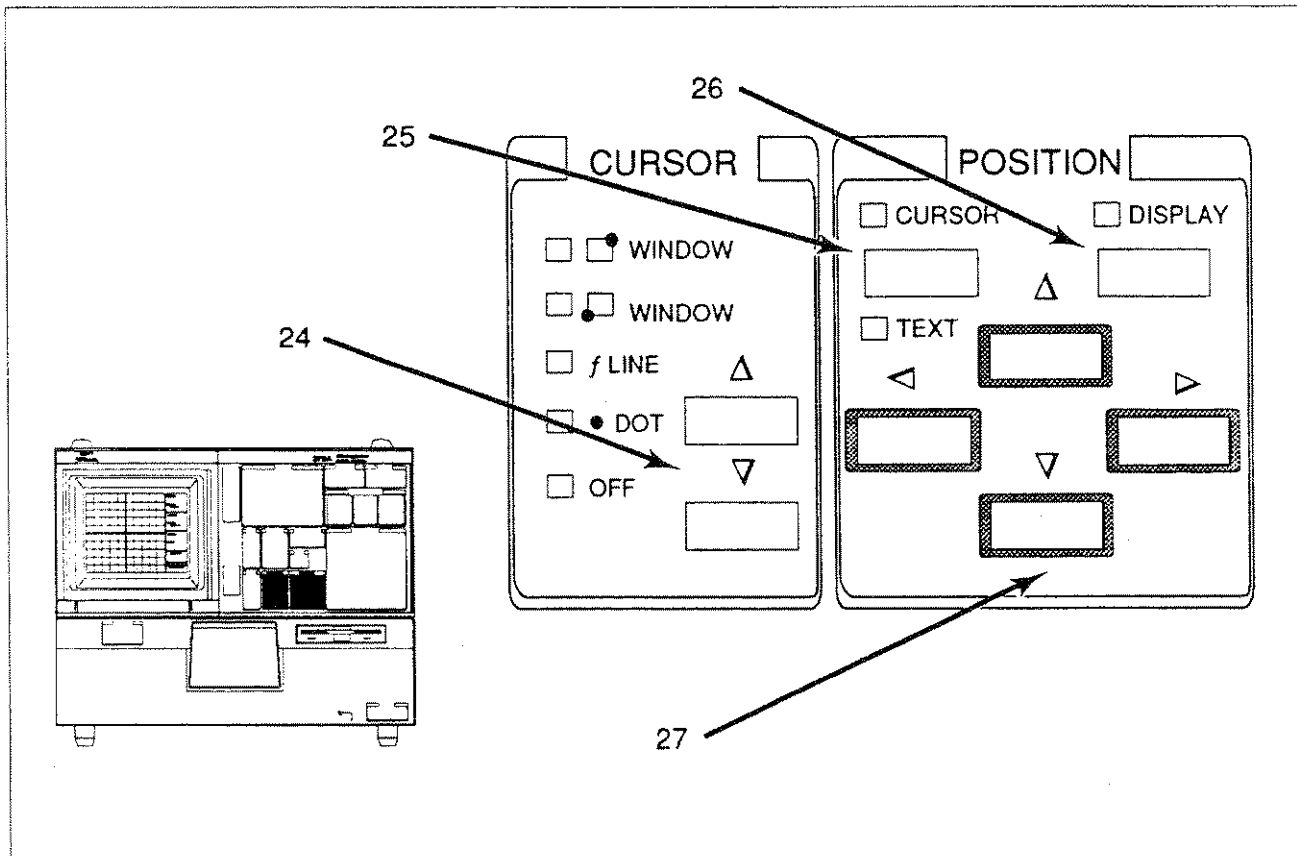 26
25
CURSOR
POSITION
CURSOR
DISPLAY
WINDOW
WINDOW
TEXT
24
ƒ LINE
DOT
OFF
27